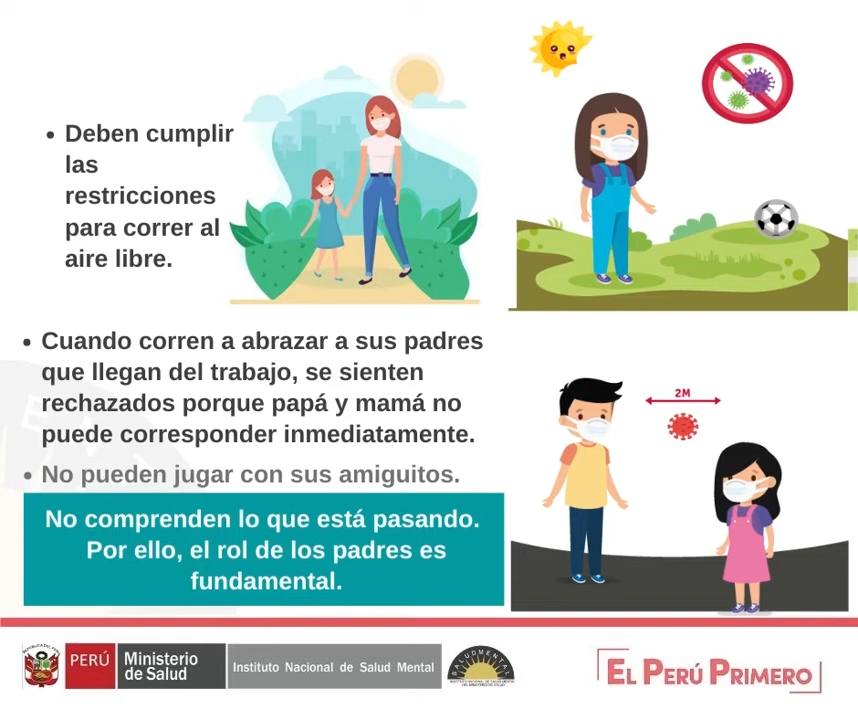 • Deben cumplir
las
restricciones
para correr al
aire libre.
• Cuando corren a abrazar a sus padres
que llegan del trabajo, se sienten
rechazados porque papá y mamá no
puede corresponder inmediatamente.
• No pueden jugar con sus amiguitos.
No comprenden lo que está pasando.
Por ello, el rol de los padres es
fundamental.
2M
PERÚ
Ministerio
de Salud
Instituto Nacional de Salud Mental
SALUDMENTAL
EL PERÚ PRIMERO